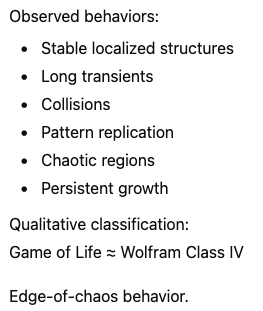 Observed behaviors:
• Stable localized structures
• Long transients
• Collisions
• Pattern replication
• Chaotic regions
• Persistent growth
Qualitative classification:
Game of Life ≈ Wolfram Class IV
Edge-of-chaos behavior.